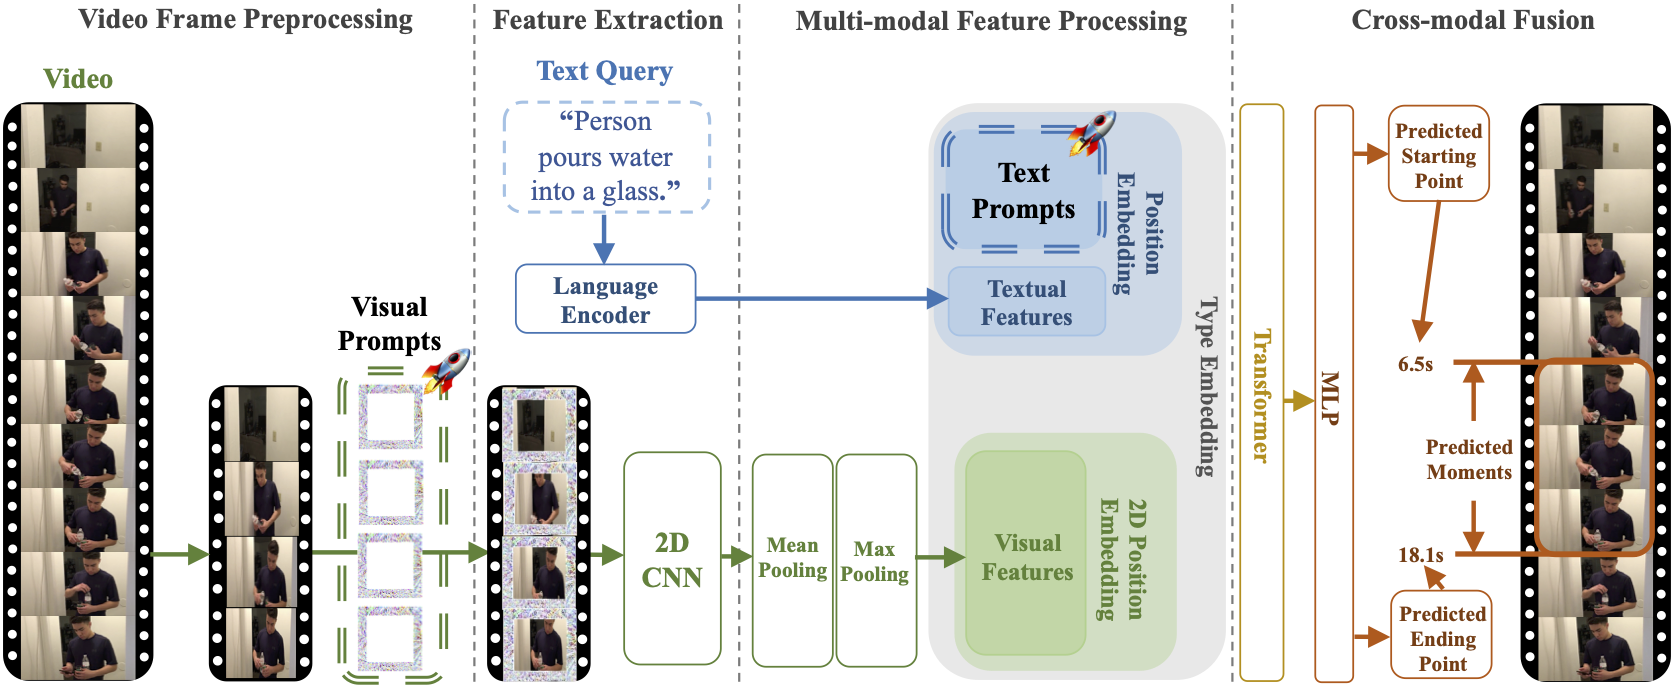 Video Frame Preprocessing
Feature Extraction
Multi-modal Feature Processing
Cross-modal Fusion
Video
Visual
Prompts
Text Query
“Person
pours water
into a glass.”
Language
Encoder
2D
CNN
Mean
Pooling
Max
Pooling
Text
Prompts
Position
Embedding
Textual
Features
Visual
Features
2D Position
Embedding
Type Embedding
Transformer
MLP
Predicted
Starting
Point
6.5s
Predicted
Moments
18.1s
Predicted
Ending
Point